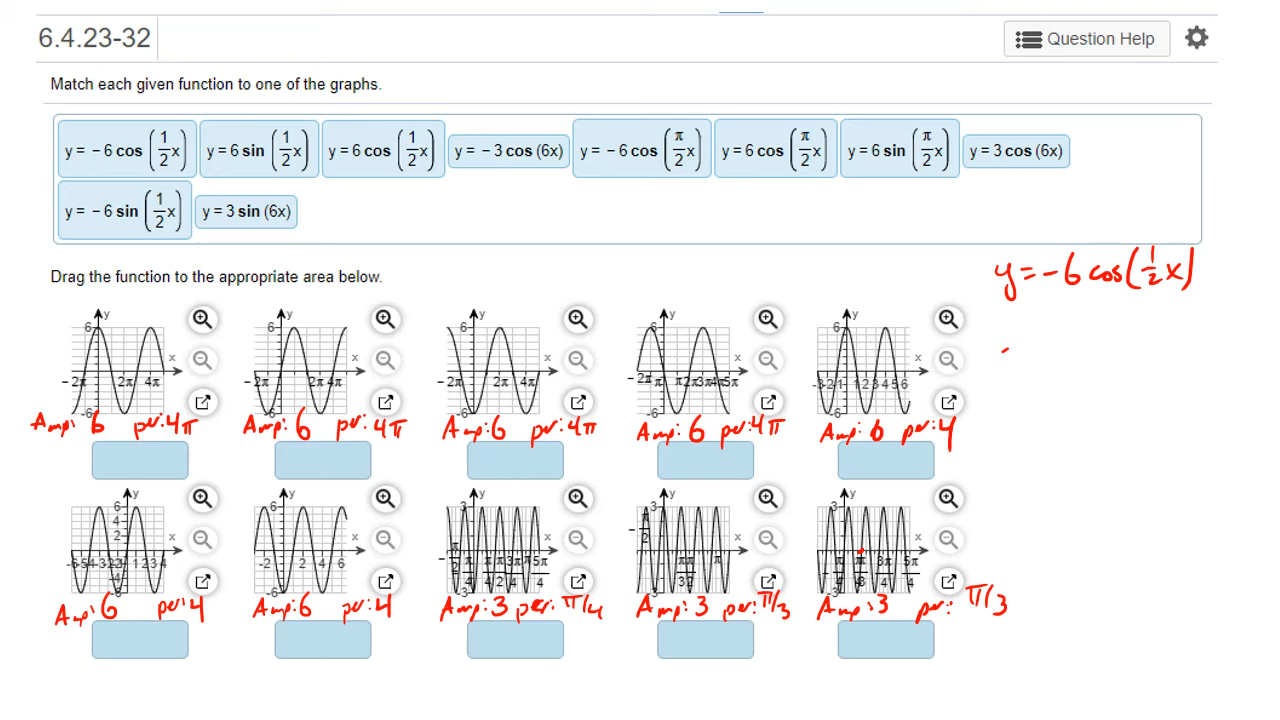 6.4.23-32
Question Help
Match each given function to one of the graphs.
y = - 6 cos (1/2 x) y = 6 sin (1/2 x) y = 6 cos (1/2 x) y = - 3 cos (6x) y = - 6 cos (π/2 x) y = 6 cos (π/2 x) y = 6 sin (π/2 x) y = 3 cos (6x)
y = - 6 sin (1/2 x) y = 3 sin (6x)
Drag the function to the appropriate area below.
y = -6 cos(1/2 x)
Amp: 6 per: 4π Amp: 6 per: 4π Amp: 6 per: 4π Amp: 6 per: 4π Amp: 6 per: 4
Amp: 6 per: 4 Amp: 6 per: 4 Amp: 3 per: π/4 Amp: 3 per: π/3 Amp: 3 per: π/3